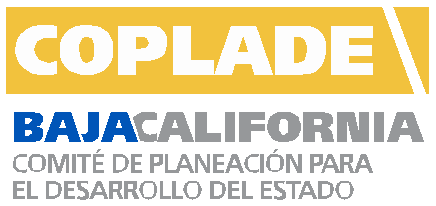 COPLADE
BAJACALIFORNIA
COMITÉ DE PLANEACIÓN PARA
EL DESARROLLO DEL ESTADO